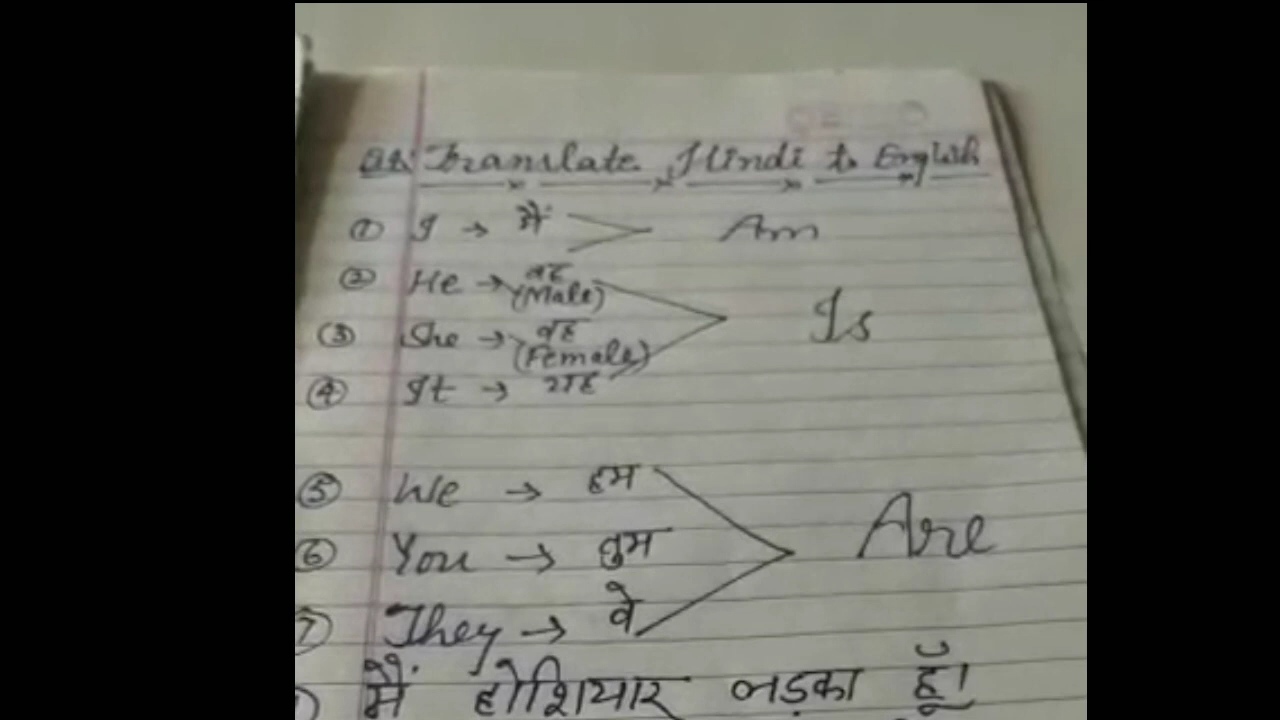 Qs. Translate Hindi to English
① I → मैं Am
② He → वह
(Male)
Is
③ She → वह
(Female)
④ It → यह
⑤ We → हम
⑥ You → तुम Are
⑦ They → वे
मैं होशियार लड़का हूँ।